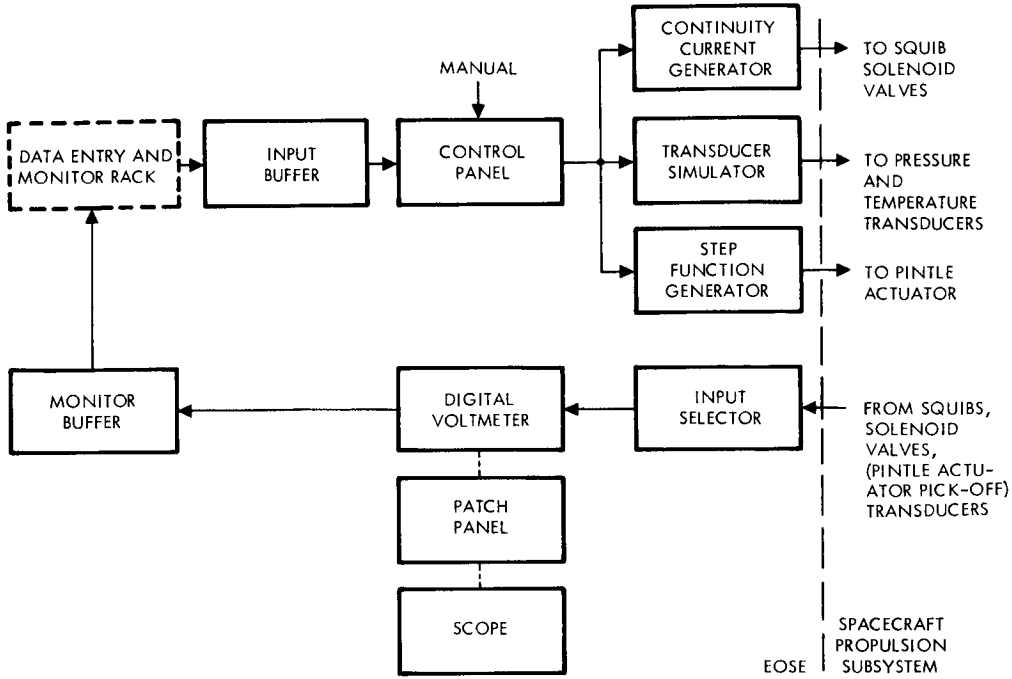 CONTINUITY
CURRENT
GENERATOR
TO SQUIB
SOLENOID
VALVES
MANUAL
DATA ENTRY AND
MONITOR RACK
INPUT
BUFFER
CONTROL
PANEL
TRANSDUCER
SIMULATOR
TO PRESSURE
AND
TEMPERATURE
TRANSDUCERS
STEP
FUNCTION
GENERATOR
TO PINTLE
ACTUATOR
MONITOR
BUFFER
DIGITAL
VOLTMETER
INPUT
SELECTOR
FROM SQUIBS,
SOLENOID
VALVES,
(PINTLE ACTU-
ATOR PICK-OFF)
TRANSDUCERS
PATCH
PANEL
SCOPE
EOSE
SPACECRAFT
PROPULSION
SUBSYSTEM